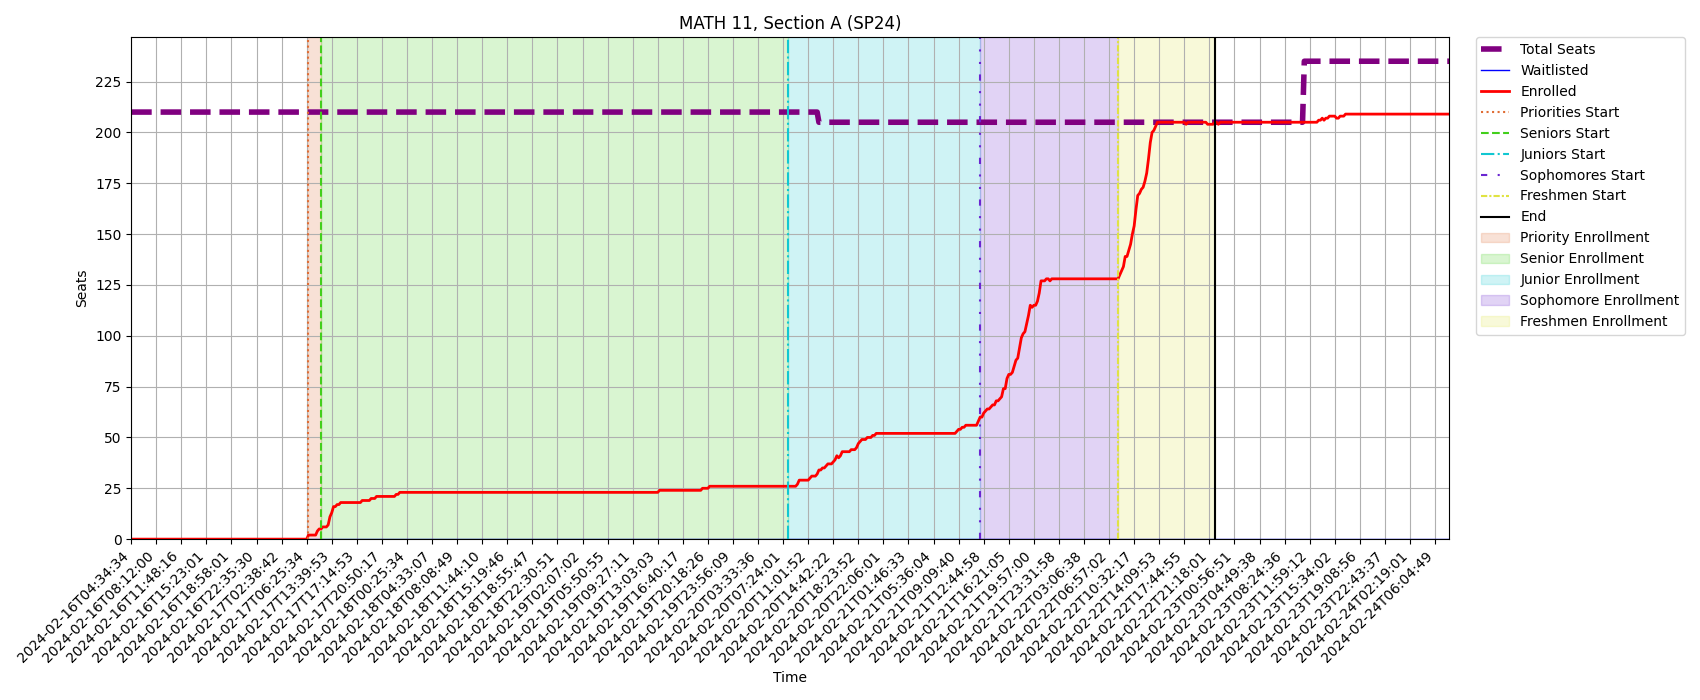 MATH 11, Section A (SP24)
Seats
225
200
175
150
125
100
75
50
25
0
2024-02-16T04:34:34
2024-02-16T08:12:00
2024-02-16T11:48:16
2024-02-16T15:23:01
2024-02-16T18:58:01
2024-02-16T22:35:30
2024-02-17T02:38:42
2024-02-17T06:25:34
2024-02-17T13:39:53
2024-02-17T17:14:53
2024-02-17T20:50:17
2024-02-18T00:25:34
2024-02-18T04:33:07
2024-02-18T08:08:49
2024-02-18T11:44:10
2024-02-18T15:19:46
2024-02-18T18:55:47
2024-02-18T22:30:51
2024-02-19T02:07:02
2024-02-19T05:50:55
2024-02-19T09:27:11
2024-02-19T13:03:03
2024-02-19T16:40:17
2024-02-19T20:18:26
2024-02-19T23:56:09
2024-02-20T03:33:36
2024-02-20T07:24:01
2024-02-20T11:01:52
2024-02-20T14:42:22
2024-02-20T18:23:52
2024-02-20T22:06:01
2024-02-21T01:46:33
2024-02-21T05:36:04
2024-02-21T09:09:40
2024-02-21T12:44:58
2024-02-21T16:21:05
2024-02-21T19:57:00
2024-02-21T23:31:58
2024-02-22T03:06:38
2024-02-22T06:57:02
2024-02-22T10:32:17
2024-02-22T14:09:53
2024-02-22T17:44:55
2024-02-22T21:18:01
2024-02-23T00:56:51
2024-02-23T04:49:38
2024-02-23T08:24:36
2024-02-23T11:59:12
2024-02-23T15:34:02
2024-02-23T19:08:56
2024-02-23T22:43:37
2024-02-24T02:19:01
2024-02-24T06:04:49
Time
Total Seats
Waitlisted
Enrolled
Priorities Start
Seniors Start
Juniors Start
Sophomores Start
Freshmen Start
End
Priority Enrollment
Senior Enrollment
Junior Enrollment
Sophomore Enrollment
Freshmen Enrollment